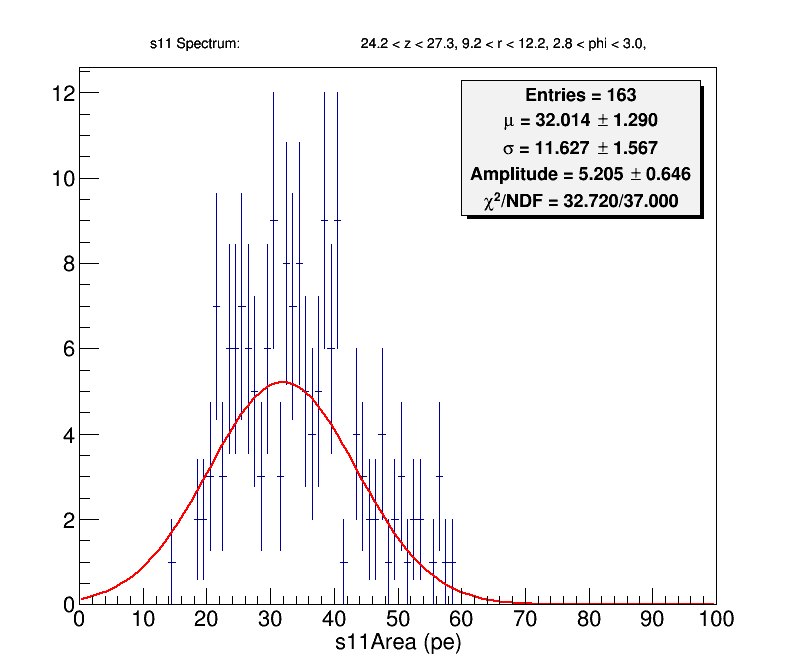 s11 Spectrum: 24.2 < z < 27.3, 9.2 < r < 12.2, 2.8 < phi < 3.0,
Entries = 163
μ = 32.014 ± 1.290
σ = 11.627 ± 1.567
Amplitude = 5.205 ± 0.646
χ²/NDF = 32.720/37.000
12
10
8
6
4
2
0
0 10 20 30 40 50 60 70 80 90 100
s11Area (pe)